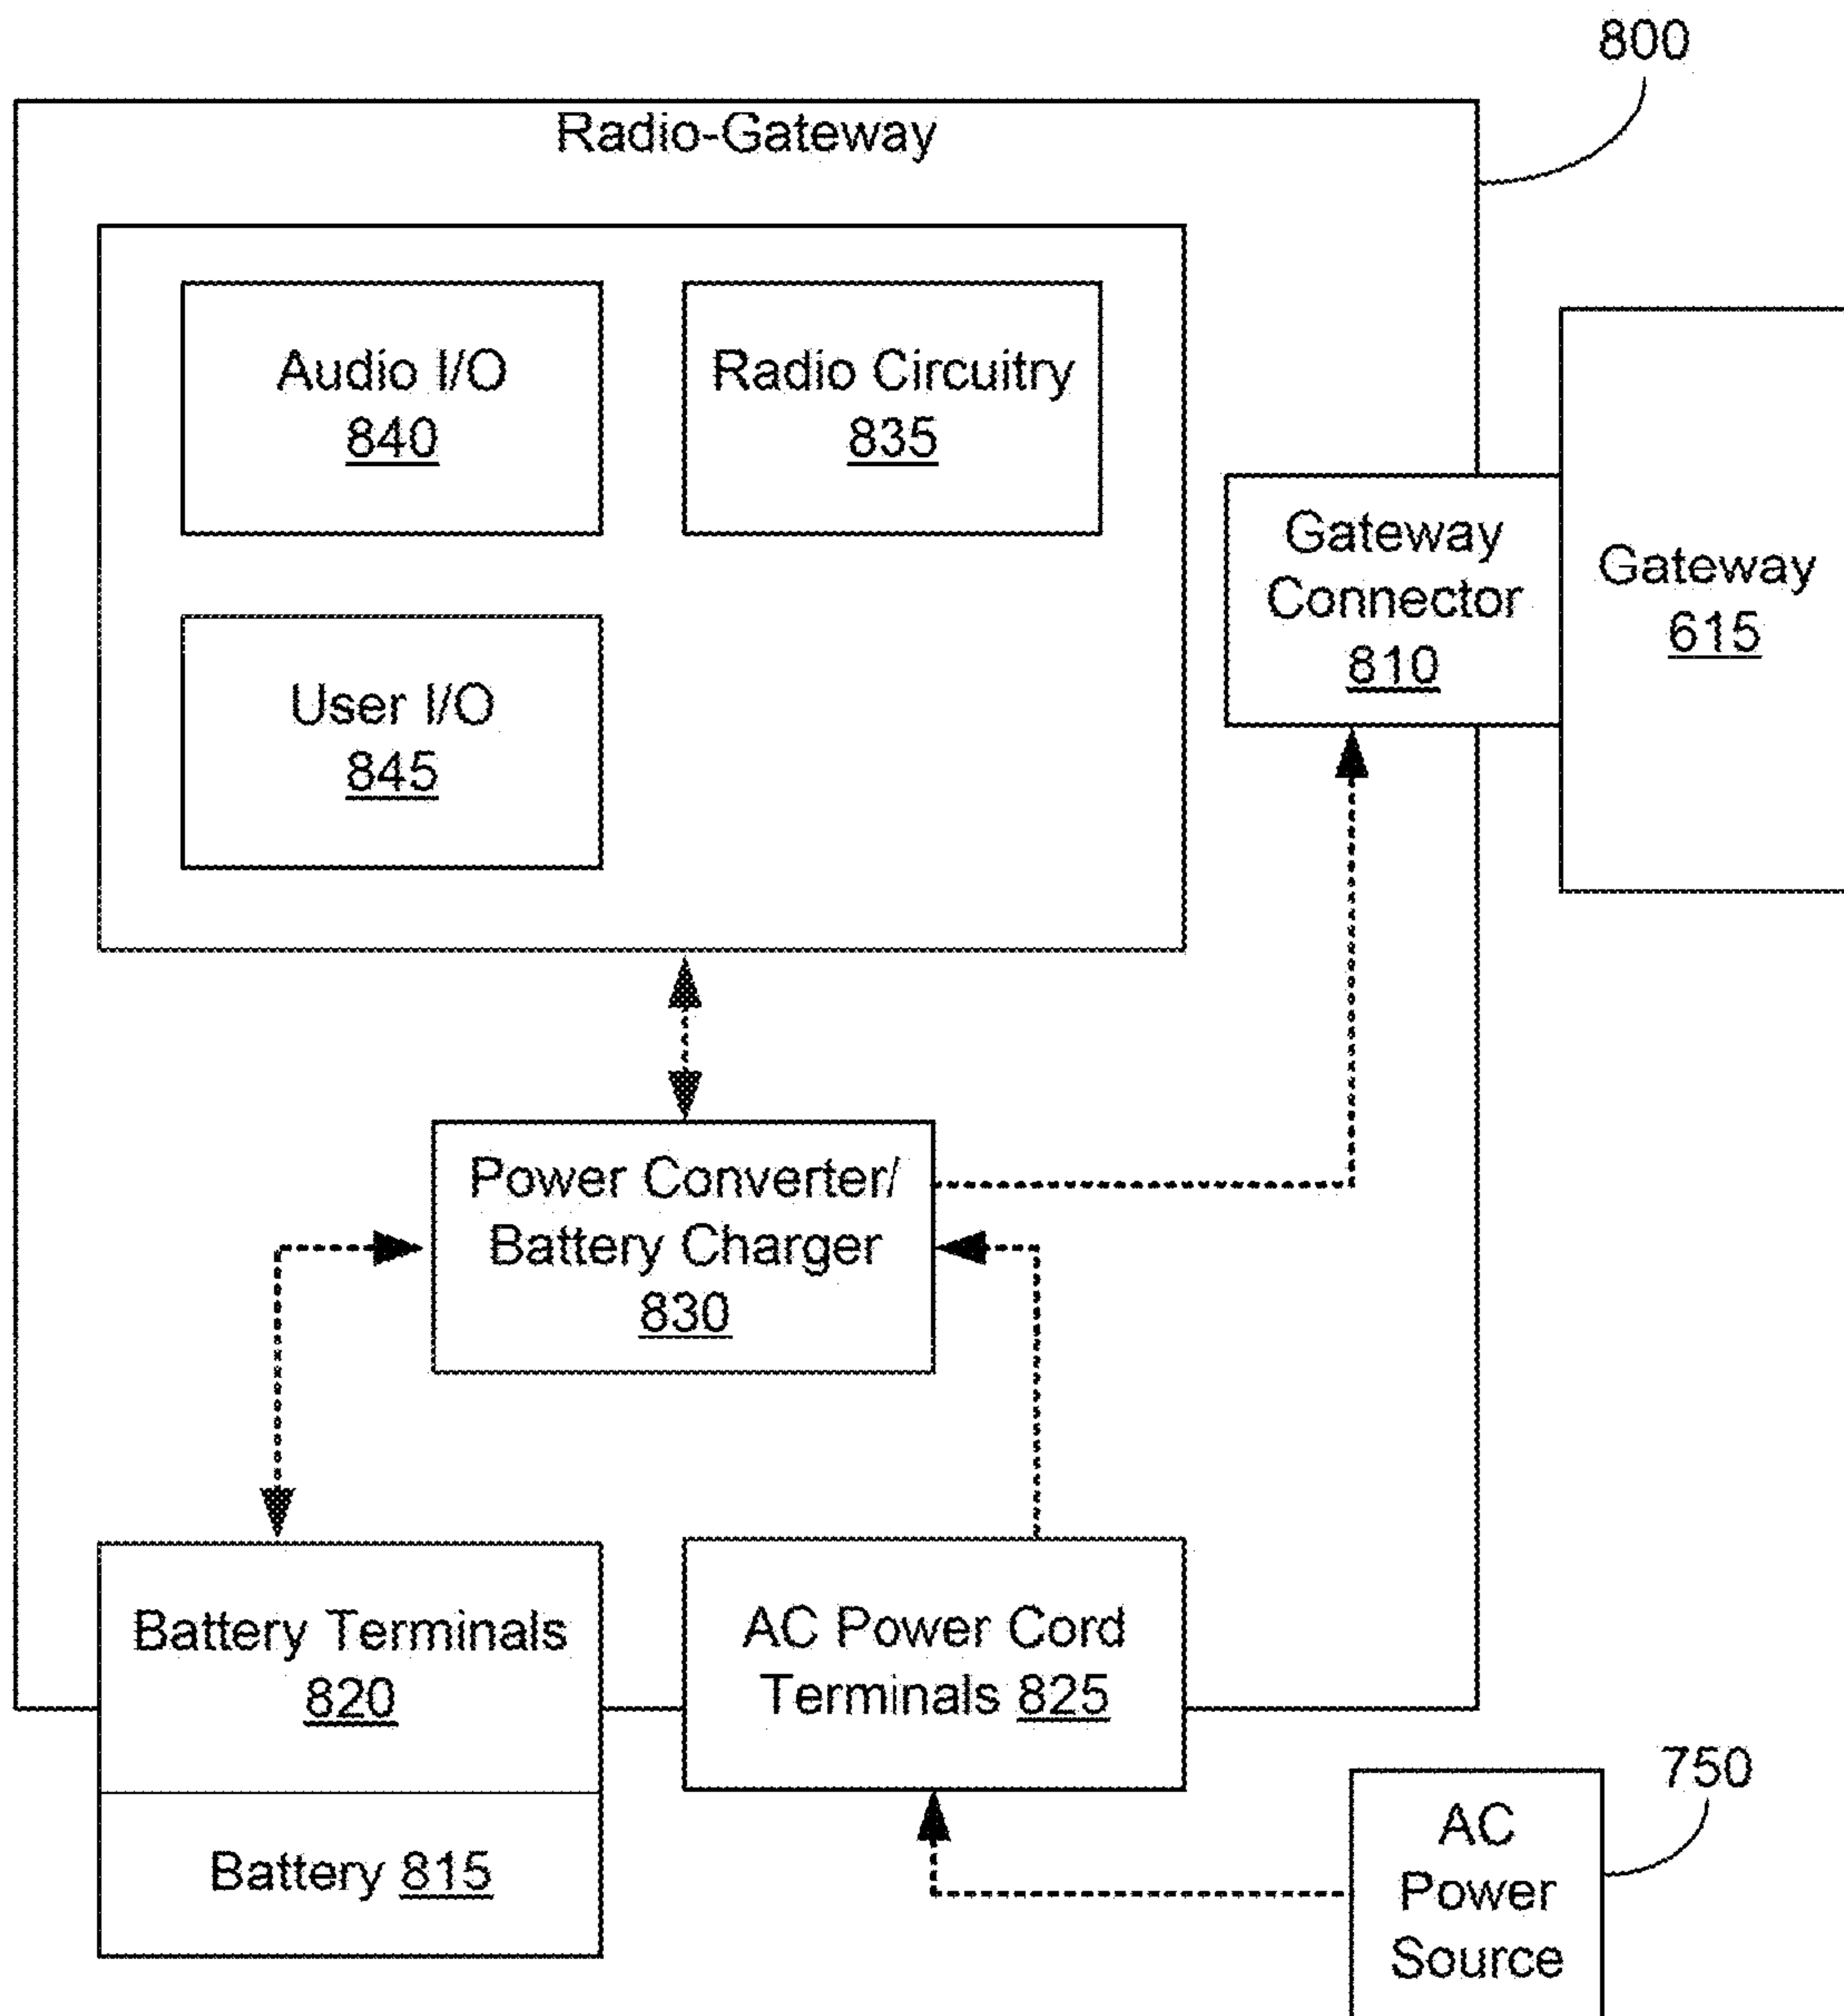 800
Radio-Gateway
Audio I/O
840
Radio Circuitry
835
Gateway
Connector
810
Gateway
615
User I/O
845
Power Converter/
Battery Charger
830
Battery Terminals
820
AC Power Cord
Terminals 825
Battery 815
750
AC
Power
Source